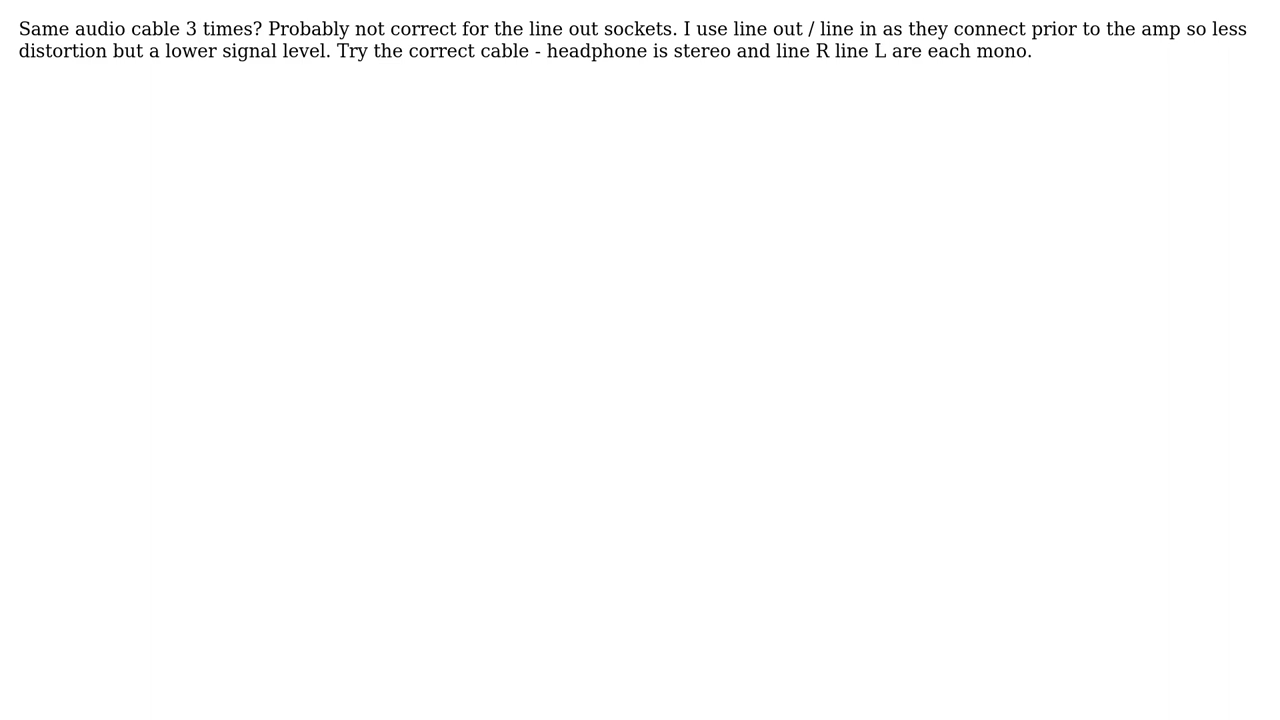 Same audio cable 3 times? Probably not correct for the line out sockets. I use line out / line in as they connect prior to the amp so less
distortion but a lower signal level. Try the correct cable - headphone is stereo and line R line L are each mono.